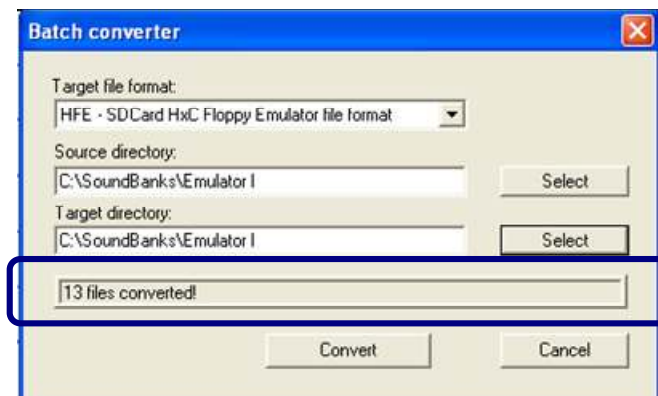 Batch converter
Target file format:
HFE - SDCard HxC Floppy Emulator file format
Source directory:
C:\SoundBanks\Emulator I
Select
Target directory:
C:\SoundBanks\Emulator I
Select
13 files converted!
Convert
Cancel